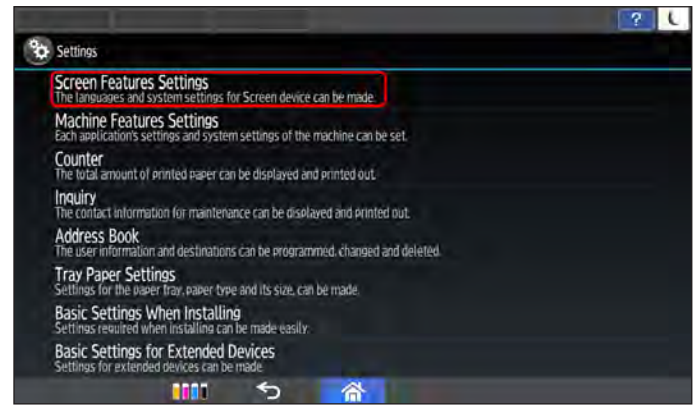 ?
Settings
Screen Features Settings
The languages and system settings for Screen device can be made.
Machine Features Settings
Each application's settings and system settings of the machine can be set.
Counter
The total amount of printed paper can be displayed and printed out.
Inquiry
The contact information for maintenance can be displayed and printed out.
Address Book
The user information and destinations can be programmed, changed and deleted.
Tray Paper Settings
Settings for the paper tray, paper type and its size, can be made.
Basic Settings When Installing
Settings required when installing can be made easily.
Basic Settings for Extended Devices
Settings for extended devices can be made.